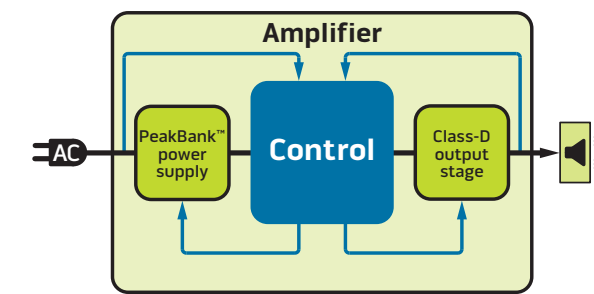 Amplifier
AC
PeakBank™
power
supply
Control
Class-D
output
stage